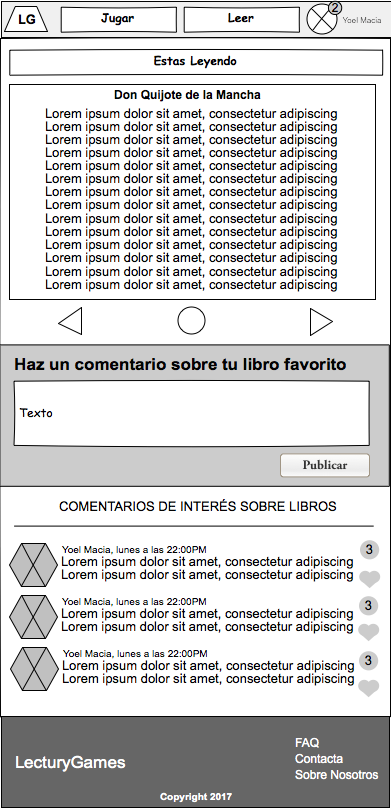 LG
Jugar
Leer
2
Yoel Macia
Estas Leyendo
Don Quijote de la Mancha
Lorem ipsum dolor sit amet, consectetur adipiscing
Lorem ipsum dolor sit amet, consectetur adipiscing
Lorem ipsum dolor sit amet, consectetur adipiscing
Lorem ipsum dolor sit amet, consectetur adipiscing
Lorem ipsum dolor sit amet, consectetur adipiscing
Lorem ipsum dolor sit amet, consectetur adipiscing
Lorem ipsum dolor sit amet, consectetur adipiscing
Lorem ipsum dolor sit amet, consectetur adipiscing
Lorem ipsum dolor sit amet, consectetur adipiscing
Lorem ipsum dolor sit amet, consectetur adipiscing
Lorem ipsum dolor sit amet, consectetur adipiscing
Lorem ipsum dolor sit amet, consectetur adipiscing
Lorem ipsum dolor sit amet, consectetur adipiscing
Lorem ipsum dolor sit amet, consectetur adipiscing
Haz un comentario sobre tu libro favorito
Texto
Publicar
COMENTARIOS DE INTERÉS SOBRE LIBROS
Yoel Macia, lunes a las 22:00PM
3
Lorem ipsum dolor sit amet, consectetur adipiscing
Lorem ipsum dolor sit amet, consectetur adipiscing
Yoel Macia, lunes a las 22:00PM
3
Lorem ipsum dolor sit amet, consectetur adipiscing
Lorem ipsum dolor sit amet, consectetur adipiscing
Yoel Macia, lunes a las 22:00PM
3
Lorem ipsum dolor sit amet, consectetur adipiscing
Lorem ipsum dolor sit amet, consectetur adipiscing
LecturyGames
FAQ
Contacta
Sobre Nosotros
Copyright 2017